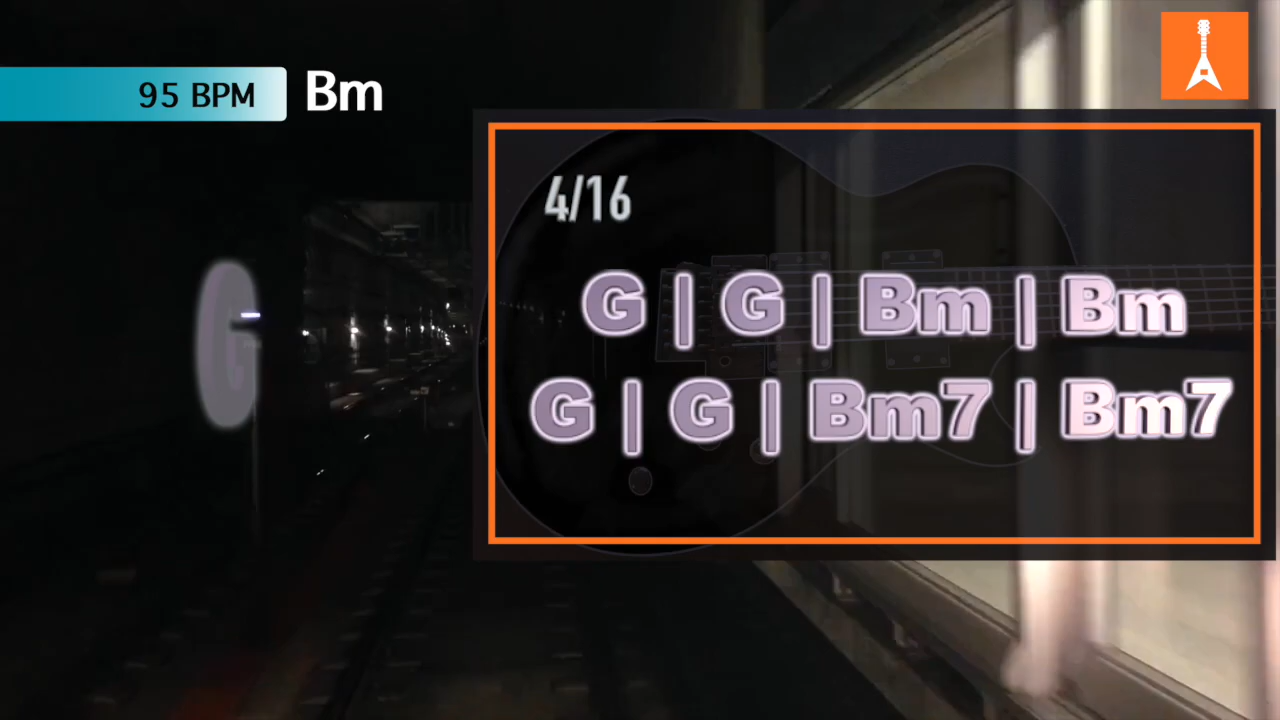 95 BPM Bm
4/16
G | G | Bm | Bm
G | G | Bm7 | Bm7
G